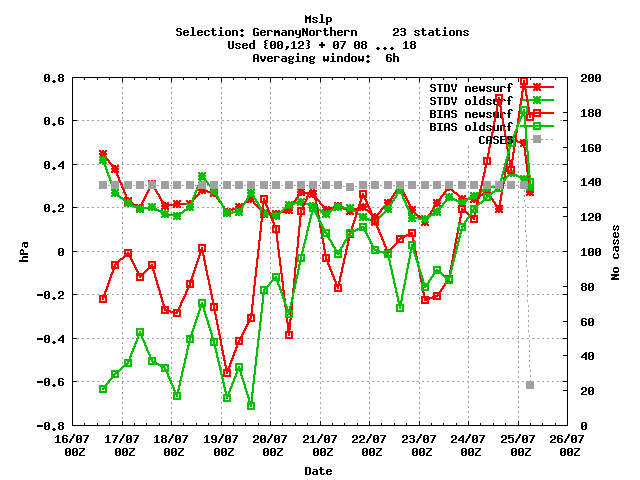 Mslp
Selection: GermanyNorthern 23 stations
Used {00,12} + 07 08 ... 18
Averaging window: 6h
0.8
0.6
0.4
0.2
0
-0.2
-0.4
-0.6
-0.8
hPa
STDV newsurf
STDV oldsurf
BIAS newsurf
BIAS oldsurf
CASES
200
180
160
140
120
100
80
60
40
20
0
No cases
16/07 17/07 18/07 19/07 20/07 21/07 22/07 23/07 24/07 25/07 26/07
00Z 00Z 00Z 00Z 00Z 00Z 00Z 00Z 00Z 00Z 00Z
Date